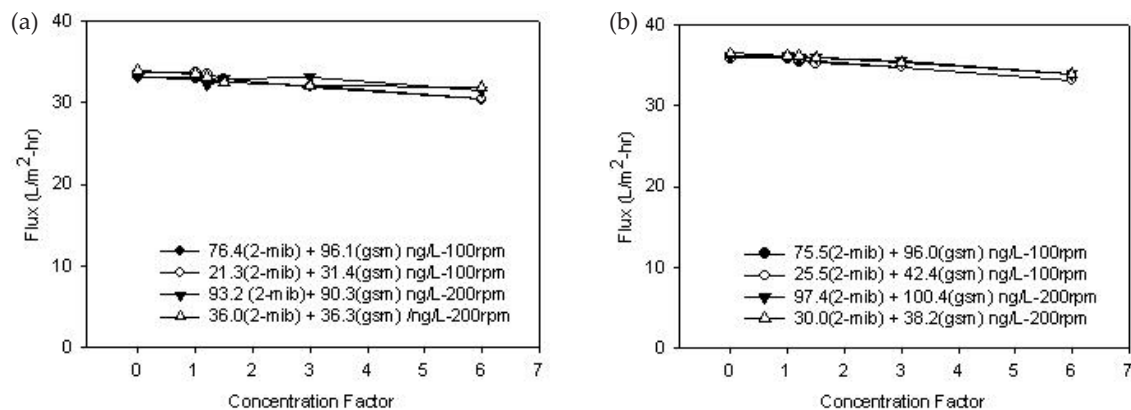 (a)
40
30
20
10
0
Flux (L/m²-hr)
76.4(2-mib) + 96.1(gsm) ng/L-100rpm
21.3(2-mib) + 31.4(gsm) ng/L-100rpm
93.2 (2-mib)+ 90.3(gsm) ng/L-200rpm
36.0(2-mib) + 36.3(gsm) /ng/L-200rpm
0 1 2 3 4 5 6 7
Concentration Factor
(b)
40
30
20
10
0
Flux (L/m²-hr)
75.5(2-mib) + 96.0(gsm) ng/L-100rpm
25.5(2-mib) + 42.4(gsm) ng/L-100rpm
97.4(2-mib) + 100.4(gsm) ng/L-200rpm
30.0(2-mib) + 38.2(gsm) ng/L-200rpm
0 1 2 3 4 5 6 7
Concentration Factor